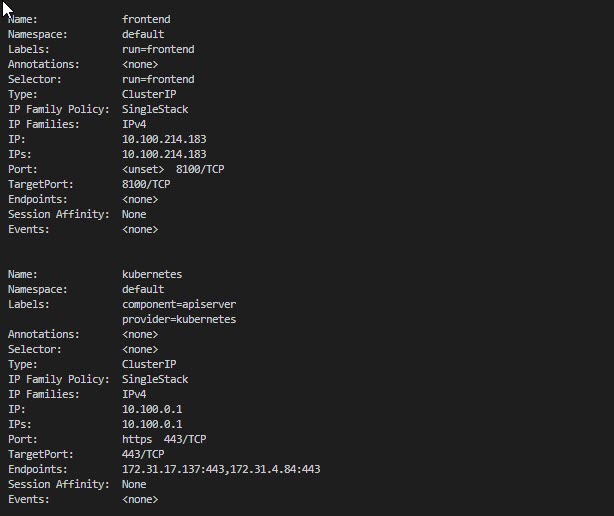 Name:              frontend
Namespace:         default
Labels:            run=frontend
Annotations:       <none>
Selector:          run=frontend
Type:              ClusterIP
IP Family Policy:  SingleStack
IP Families:       IPv4
IP:                10.100.214.183
IPs:               10.100.214.183
Port:              <unset>  8100/TCP
TargetPort:        8100/TCP
Endpoints:         <none>
Session Affinity:  None
Events:            <none>
Name:              kubernetes
Namespace:         default
Labels:            component=apiserver
                   provider=kubernetes
Annotations:       <none>
Selector:          <none>
Type:              ClusterIP
IP Family Policy:  SingleStack
IP Families:       IPv4
IP:                10.100.0.1
IPs:               10.100.0.1
Port:              https  443/TCP
TargetPort:        443/TCP
Endpoints:         172.31.17.137:443,172.31.4.84:443
Session Affinity:  None
Events:            <none>